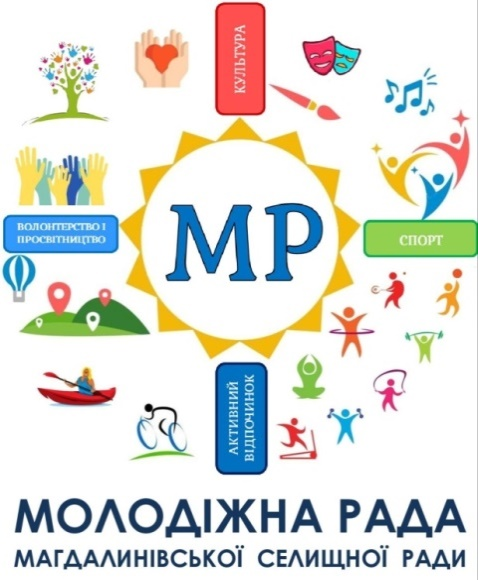 КУЛЬТУРА
ВОЛОНТЕРСТВО І
ПРОСВІТНИЦТВО
МР
СПОРТ
АКТИВНИЙ
ВІДПОЧИНОК
МОЛОДІЖНА РАДА
МАГДАЛИНІВСЬКОЇ СЕЛИЩНОЇ РАДИ